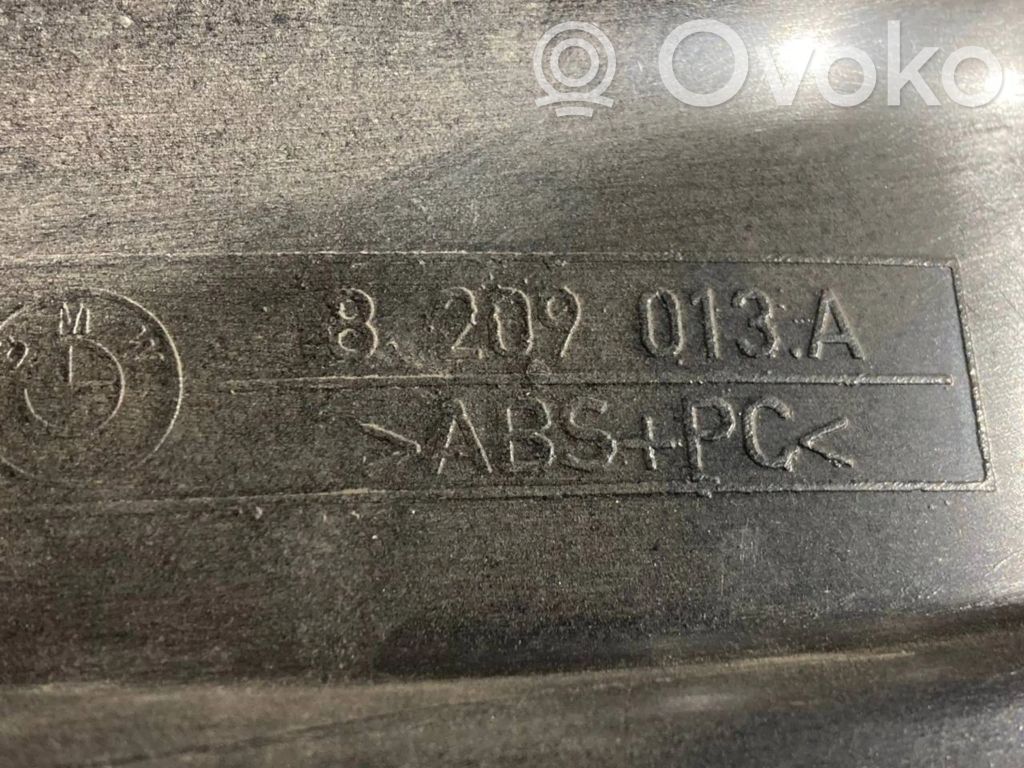 Ovoko
M
8. 209 013.A
>ABS+PC<